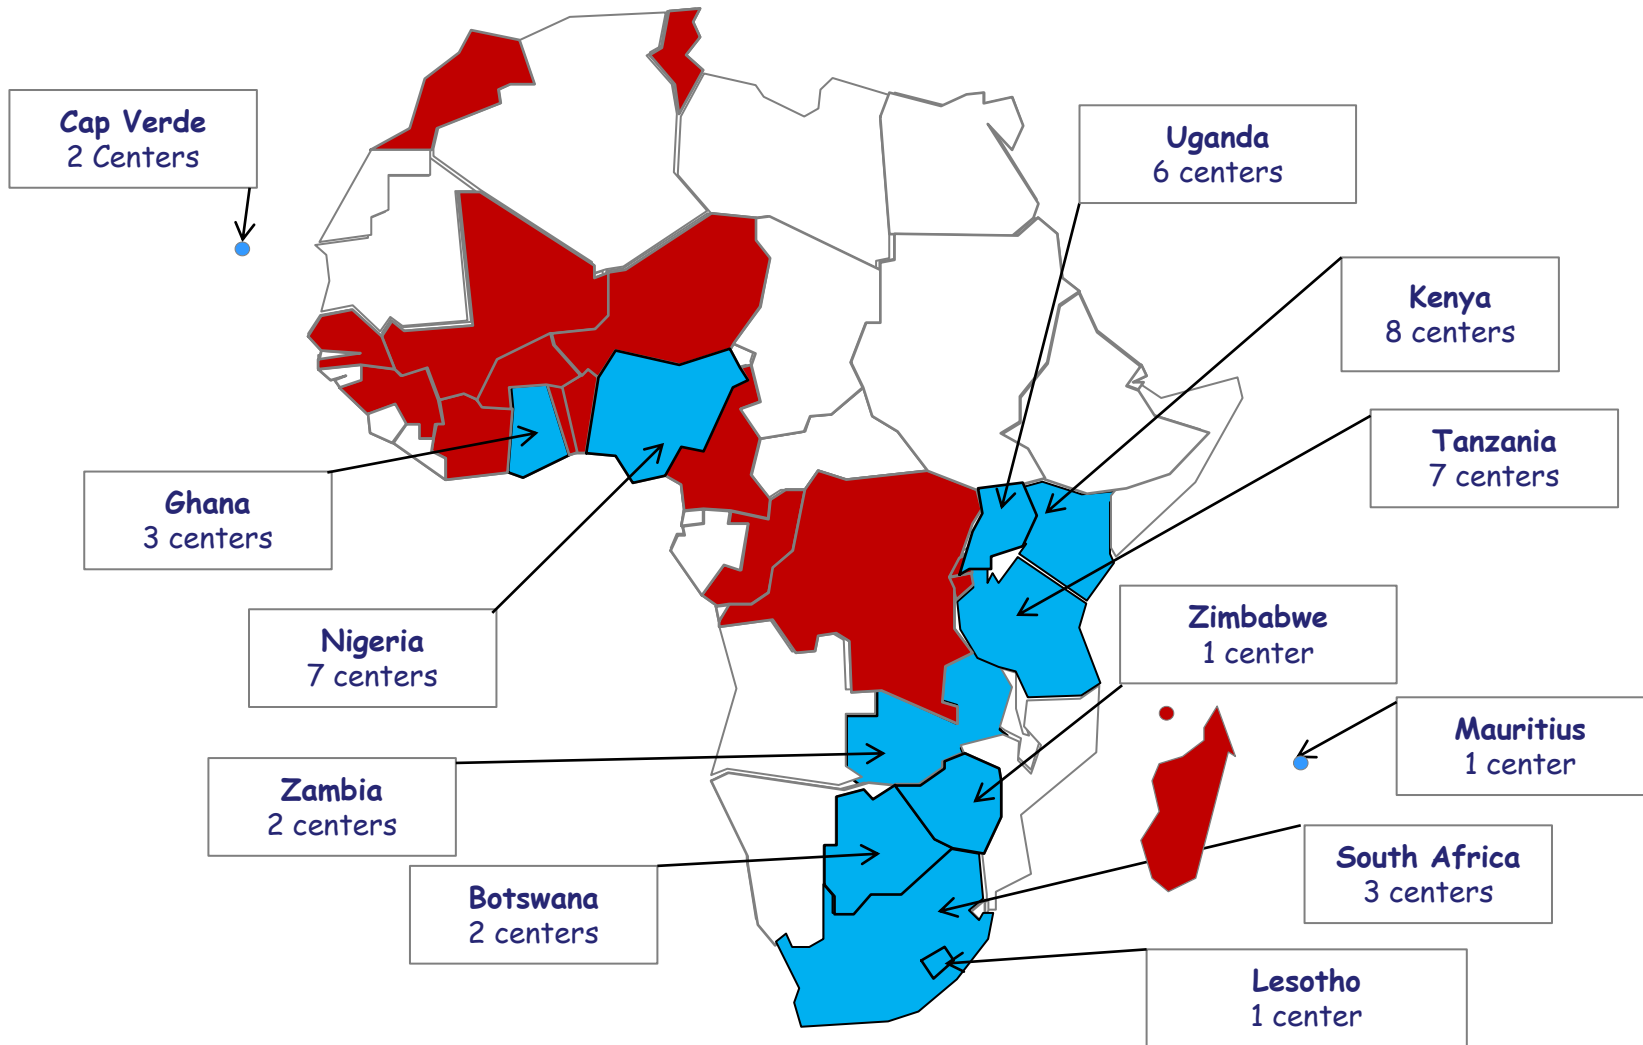 Cap Verde
2 Centers
Uganda
6 centers
Kenya
8 centers
Tanzania
7 centers
Ghana
3 centers
Nigeria
7 centers
Zimbabwe
1 center
Mauritius
1 center
Zambia
2 centers
South Africa
3 centers
Botswana
2 centers
Lesotho
1 center